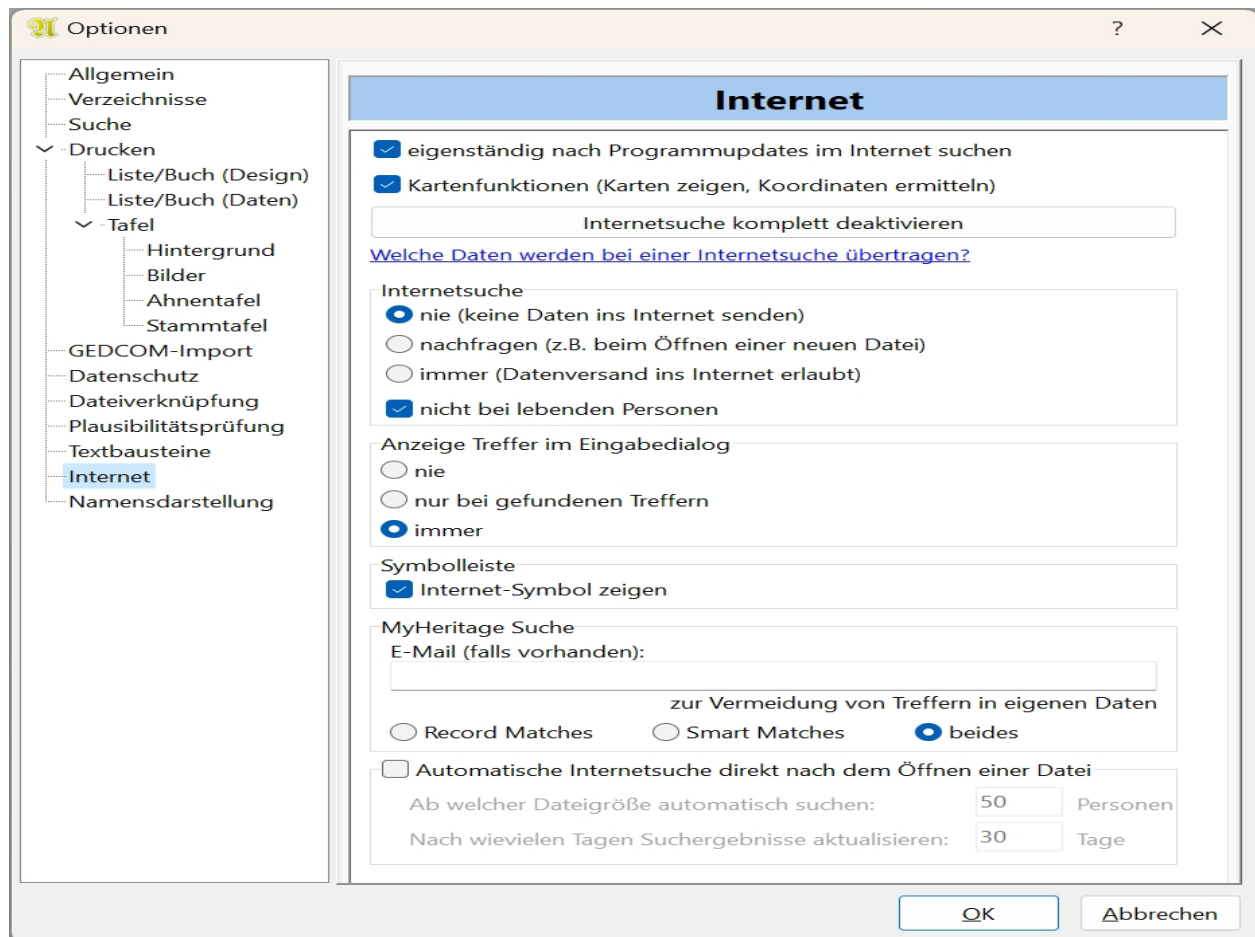 Optionen
?
Allgemein
Verzeichnisse
Suche
Drucken
Liste/Buch (Design)
Liste/Buch (Daten)
Tafel
Hintergrund
Bilder
Ahnentafel
Stammtafel
GEDCOM-Import
Datenschutz
Dateiverknüpfung
Plausibilitätsprüfung
Textbausteine
Internet
Namensdarstellung
Internet
eigenständig nach Programmupdates im Internet suchen
Kartenfunktionen (Karten zeigen, Koordinaten ermitteln)
Internetsuche komplett deaktivieren
Welche Daten werden bei einer Internetsuche übertragen?
Internetsuche
nie (keine Daten ins Internet senden)
nachfragen (z.B. beim Öffnen einer neuen Datei)
immer (Datenversand ins Internet erlaubt)
nicht bei lebenden Personen
Anzeige Treffer im Eingabedialog
nie
nur bei gefundenen Treffern
immer
Symbolleiste
Internet-Symbol zeigen
MyHeritage Suche
E-Mail (falls vorhanden):
zur Vermeidung von Treffern in eigenen Daten
Record Matches Smart Matches beides
Automatische Internetsuche direkt nach dem Öffnen einer Datei
Ab welcher Dateigröße automatisch suchen: 50 Personen
Nach wievielen Tagen Suchergebnisse aktualisieren: 30 Tage
OK Abbrechen